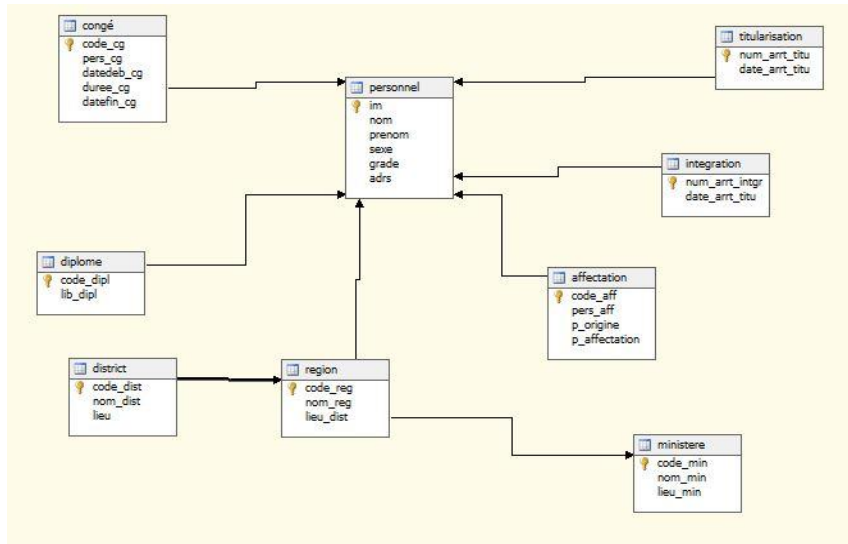 congé
code_cg
pers_cg
datedeb_cg
duree_cg
datefin_cg
titularisation
num_arrt_titu
date_arrt_titu
personnel
im
nom
prenom
sexe
grade
adrs
integration
num_arrt_intgr
date_arrt_titu
diplome
code_dipl
lib_dipl
affectation
code_aff
pers_aff
p_origine
p_affectation
district
code_dist
nom_dist
lieu
region
code_reg
nom_reg
lieu_dist
ministere
code_min
nom_min
lieu_min